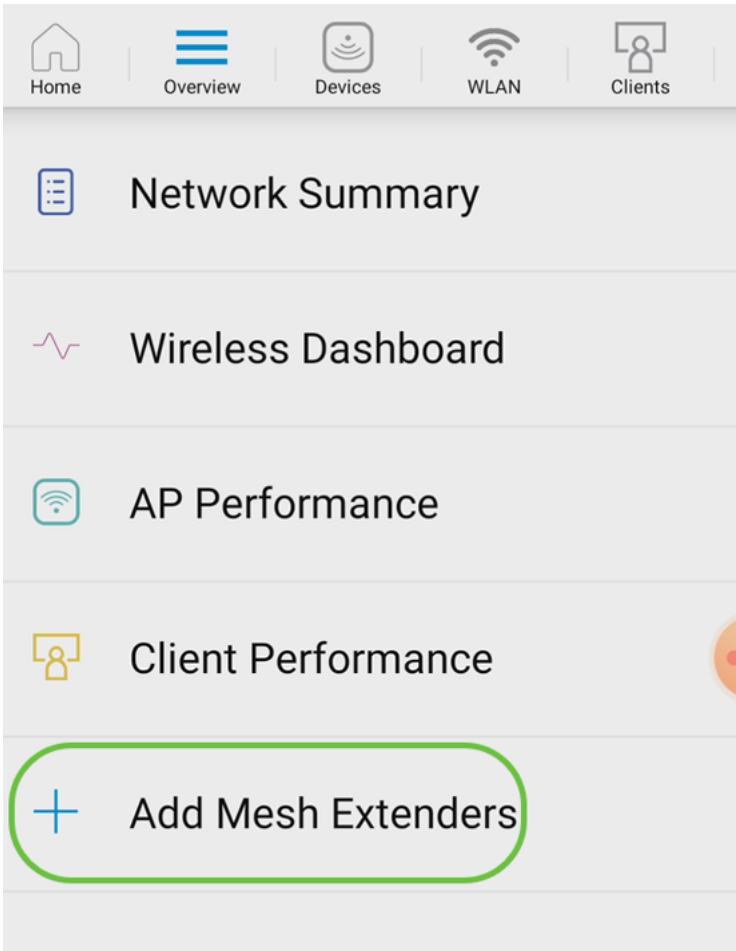 Home Overview Devices WLAN Clients
Network Summary
Wireless Dashboard
AP Performance
Client Performance
Add Mesh Extenders